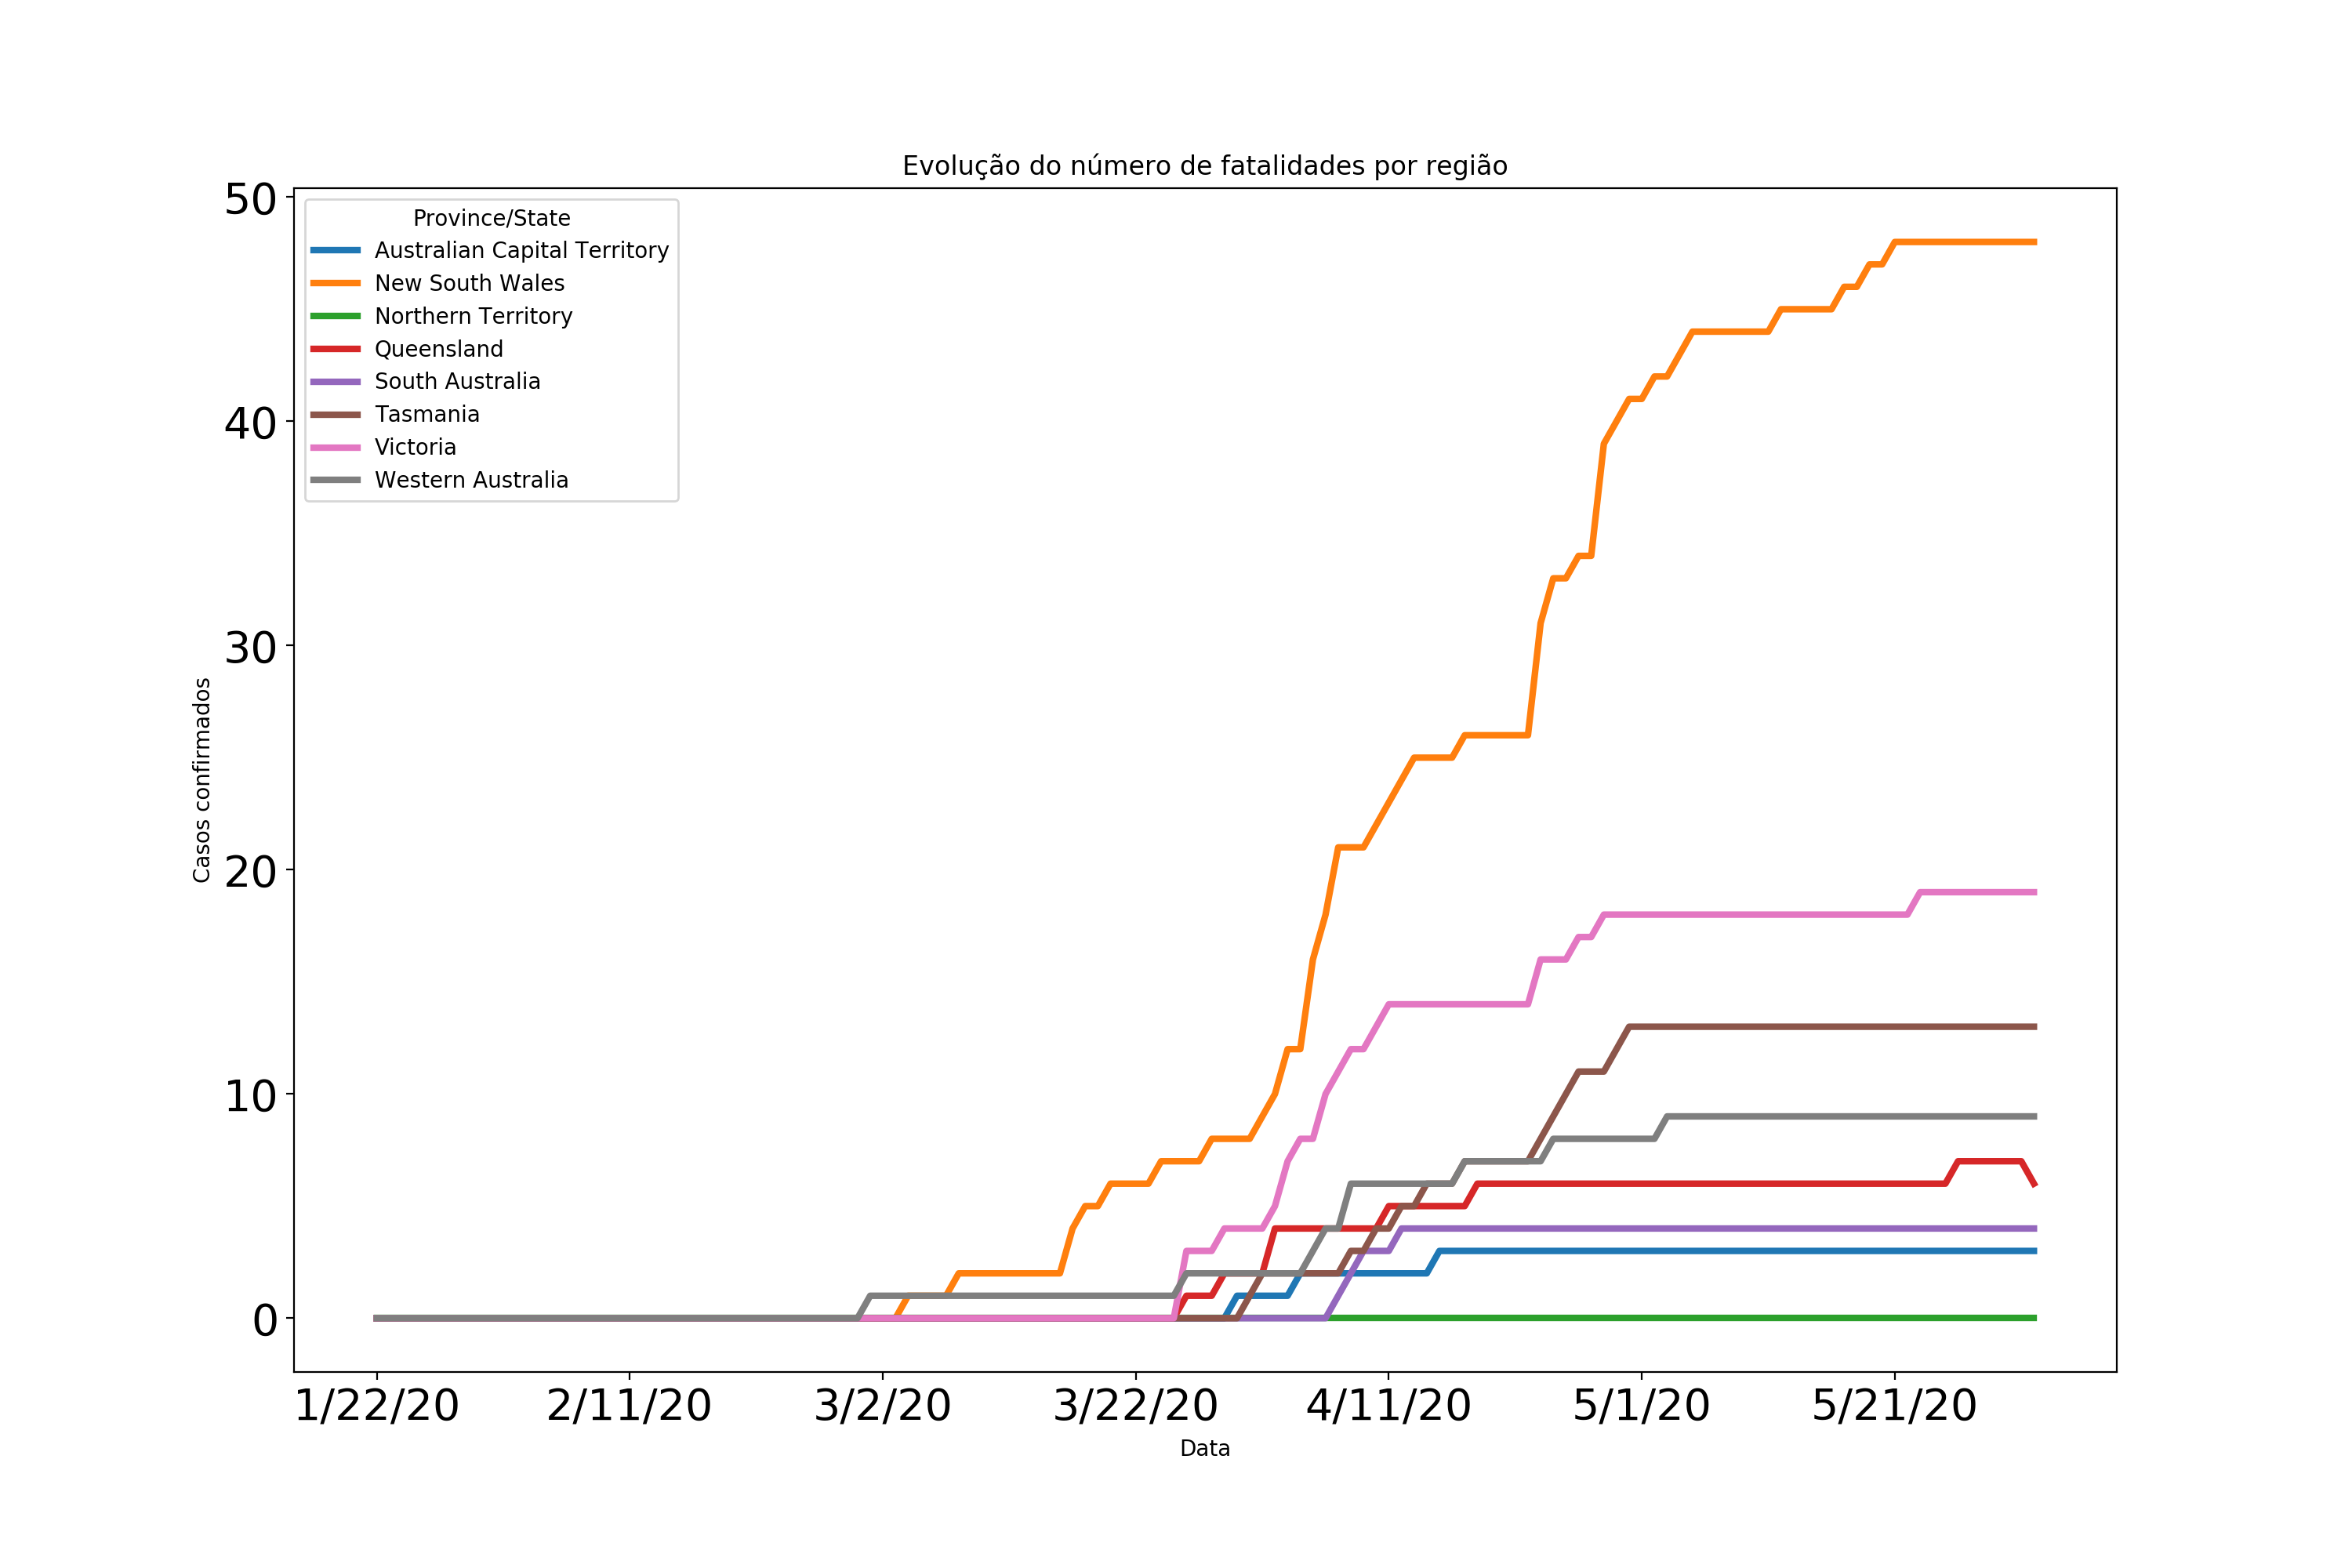 Evolução do número de fatalidades por região
50
40
30
20
10
0
Casos confirmados
Province/State
Australian Capital Territory
New South Wales
Northern Territory
Queensland
South Australia
Tasmania
Victoria
Western Australia
1/22/20 2/11/20 3/2/20 3/22/20 4/11/20 5/1/20 5/21/20
Data